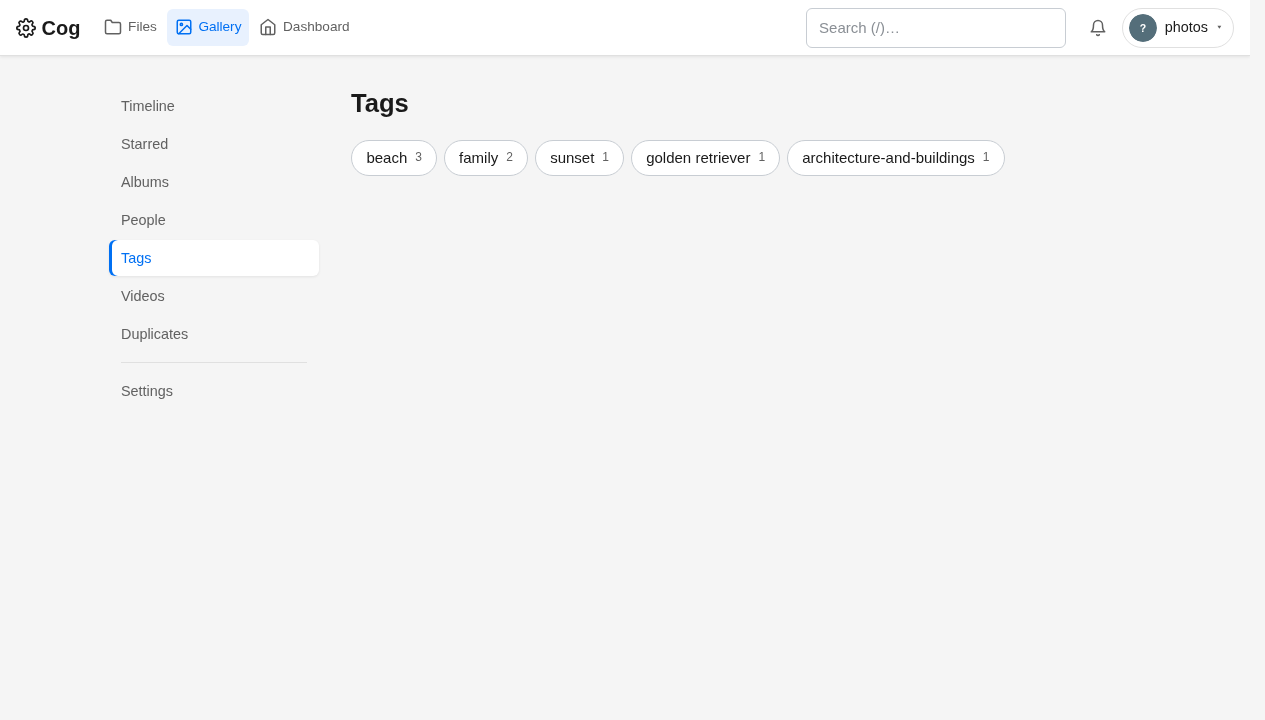 Cog
Files
Gallery
Dashboard
Search (/)…
?
photos
Timeline
Starred
Albums
People
Tags
Videos
Duplicates
Settings
Tags
beach 3
family 2
sunset 1
golden retriever 1
architecture-and-buildings 1